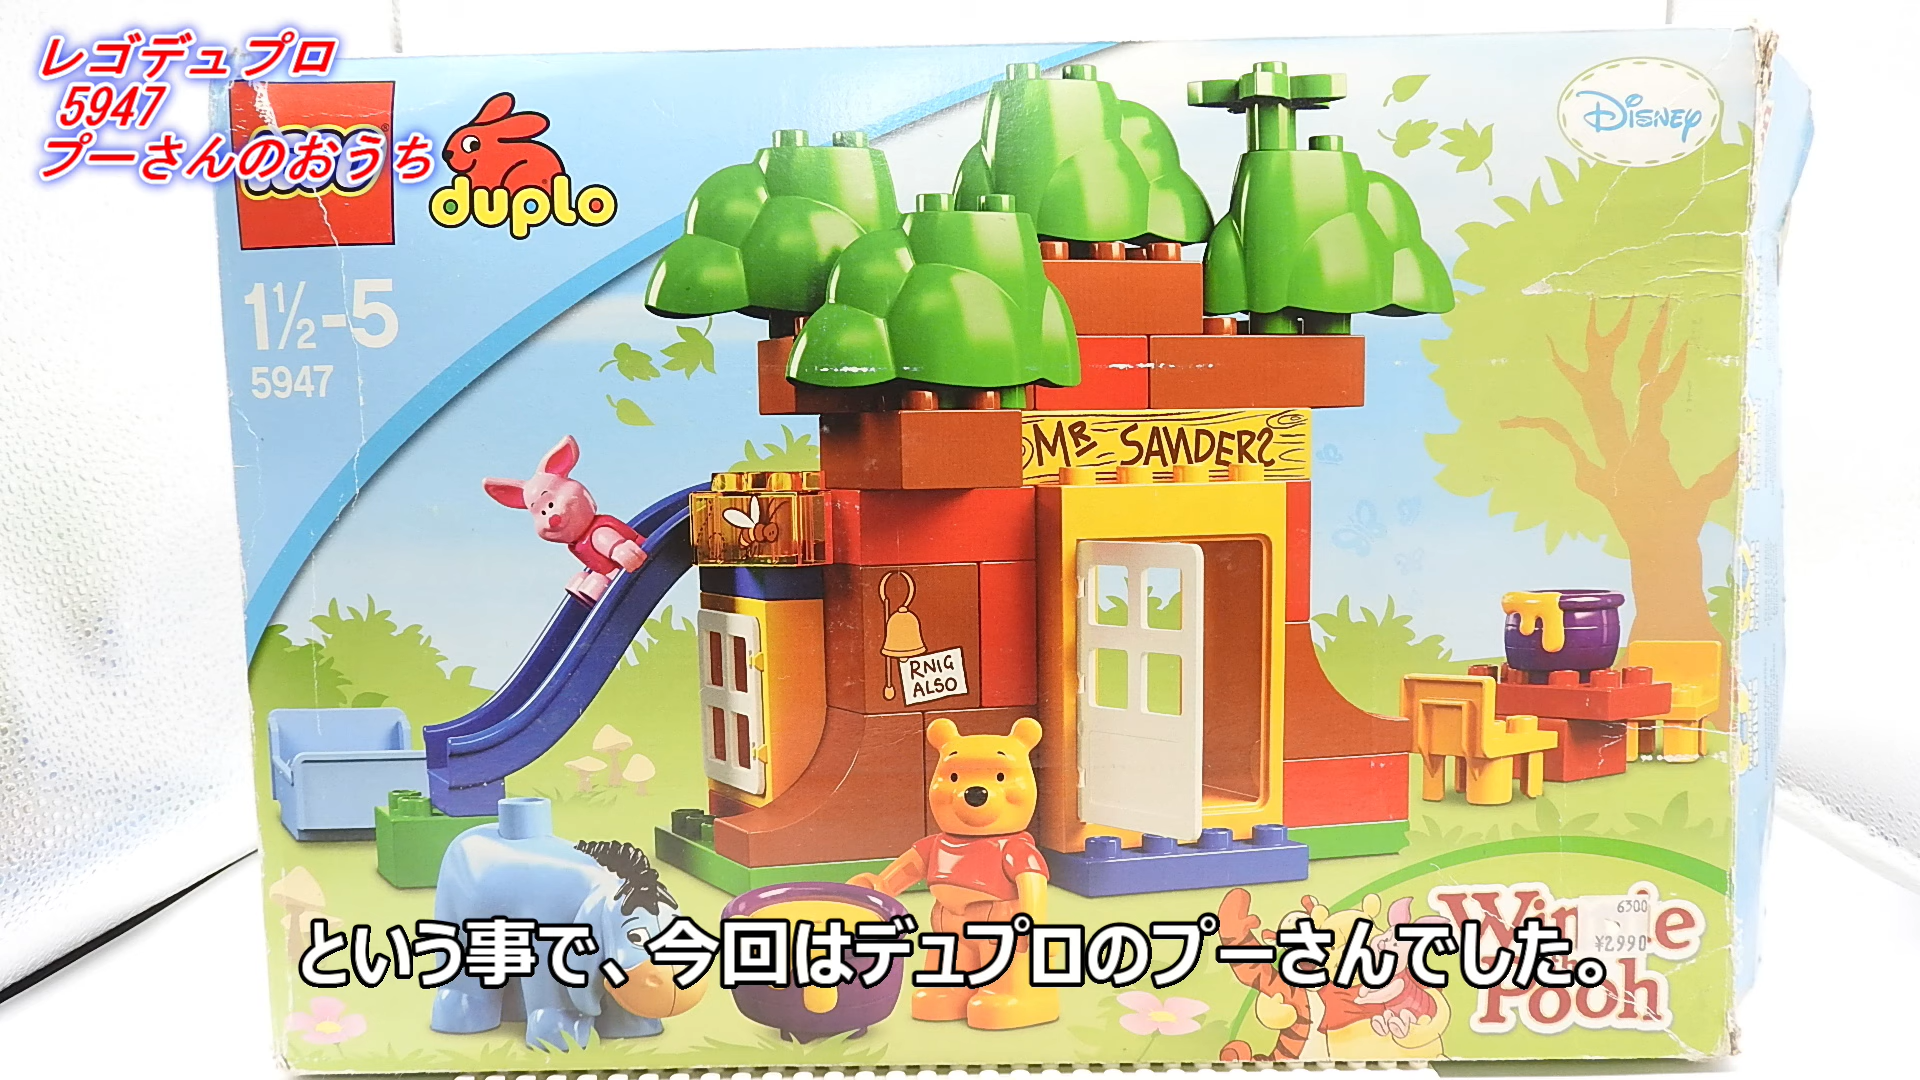 レゴデュプロ
5947
プーさんのおうち
duplo
Disney
1½-5
5947
MR SANDERS
RNIG
ALSO
6300
¥2990
Pooh
という事で、今回はデュプロのプーさんでした。